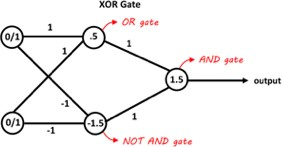 XOR Gate
OR gate
0/1
1
.5
1
1
AND gate
1.5
output
-1
1
0/1
-1
-1.5
NOT AND gate